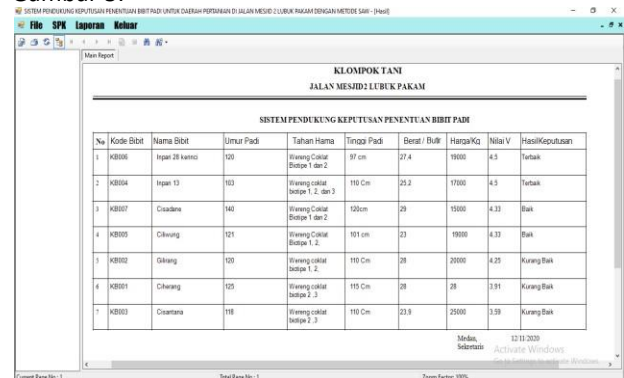 SISTEM PENDUKUNG KEPUTUSAN PENENTUAN BIBIT PADI UNTUK DAERAH PERTANIAN DI JALAN MESJID 2 LUBUK PAKAM DENGAN METODE SAW - [Hasil]
File SPK Laporan Keluar
Main Report
KLOMPOK TANI
JALAN MESJID2 LUBUK PAKAM
SISTEM PENDUKUNG KEPUTUSAN PENENTUAN BIBIT PADI
No Kode Bibit Nama Bibit Umur Padi Tahan Hama Tinggi Padi Berat / Butir Harga/Kg Nilai V HasilKeputusan
1 KB006 Inpari 28 kerinci 120 Wereng Coklat Biotipe 1 dan 2 97 cm 27,4 19000 4.5 Terbaik
2 KB004 Inpari 13 103 Wereng coklat biotipe 1, 2, dan 3 110 Cm 25.2 17000 4.5 Terbaik
3 KB007 Cisadane 140 Wereng Coklat Biotipe 1 dan 2 120cm 29 15000 4.33 Baik
4 KB005 Ciliwung 121 Wereng Coklat Biotipe 1, 2, 101 cm 23 19000 4.33 Baik
5 KB002 Gilirang 120 Wereng coklat biotipe 1, 2, 110 Cm 28 20000 4.25 Kurang Baik
6 KB001 Ciherang 125 Wereng coklat biotipe 2 ,3 115 Cm 28 28 3.91 Kurang Baik
7 KB003 Cisantana 118 Wereng coklat biotipe 2 ,3 110 Cm 23,9 25000 3.59 Kurang Baik
Medan, 12/11/2020
Sekretaris
Activate Windows
Go to Settings to activate Windows.
Current Page No.: 1 Total Page No.: 1 Zoom Factor: 100%